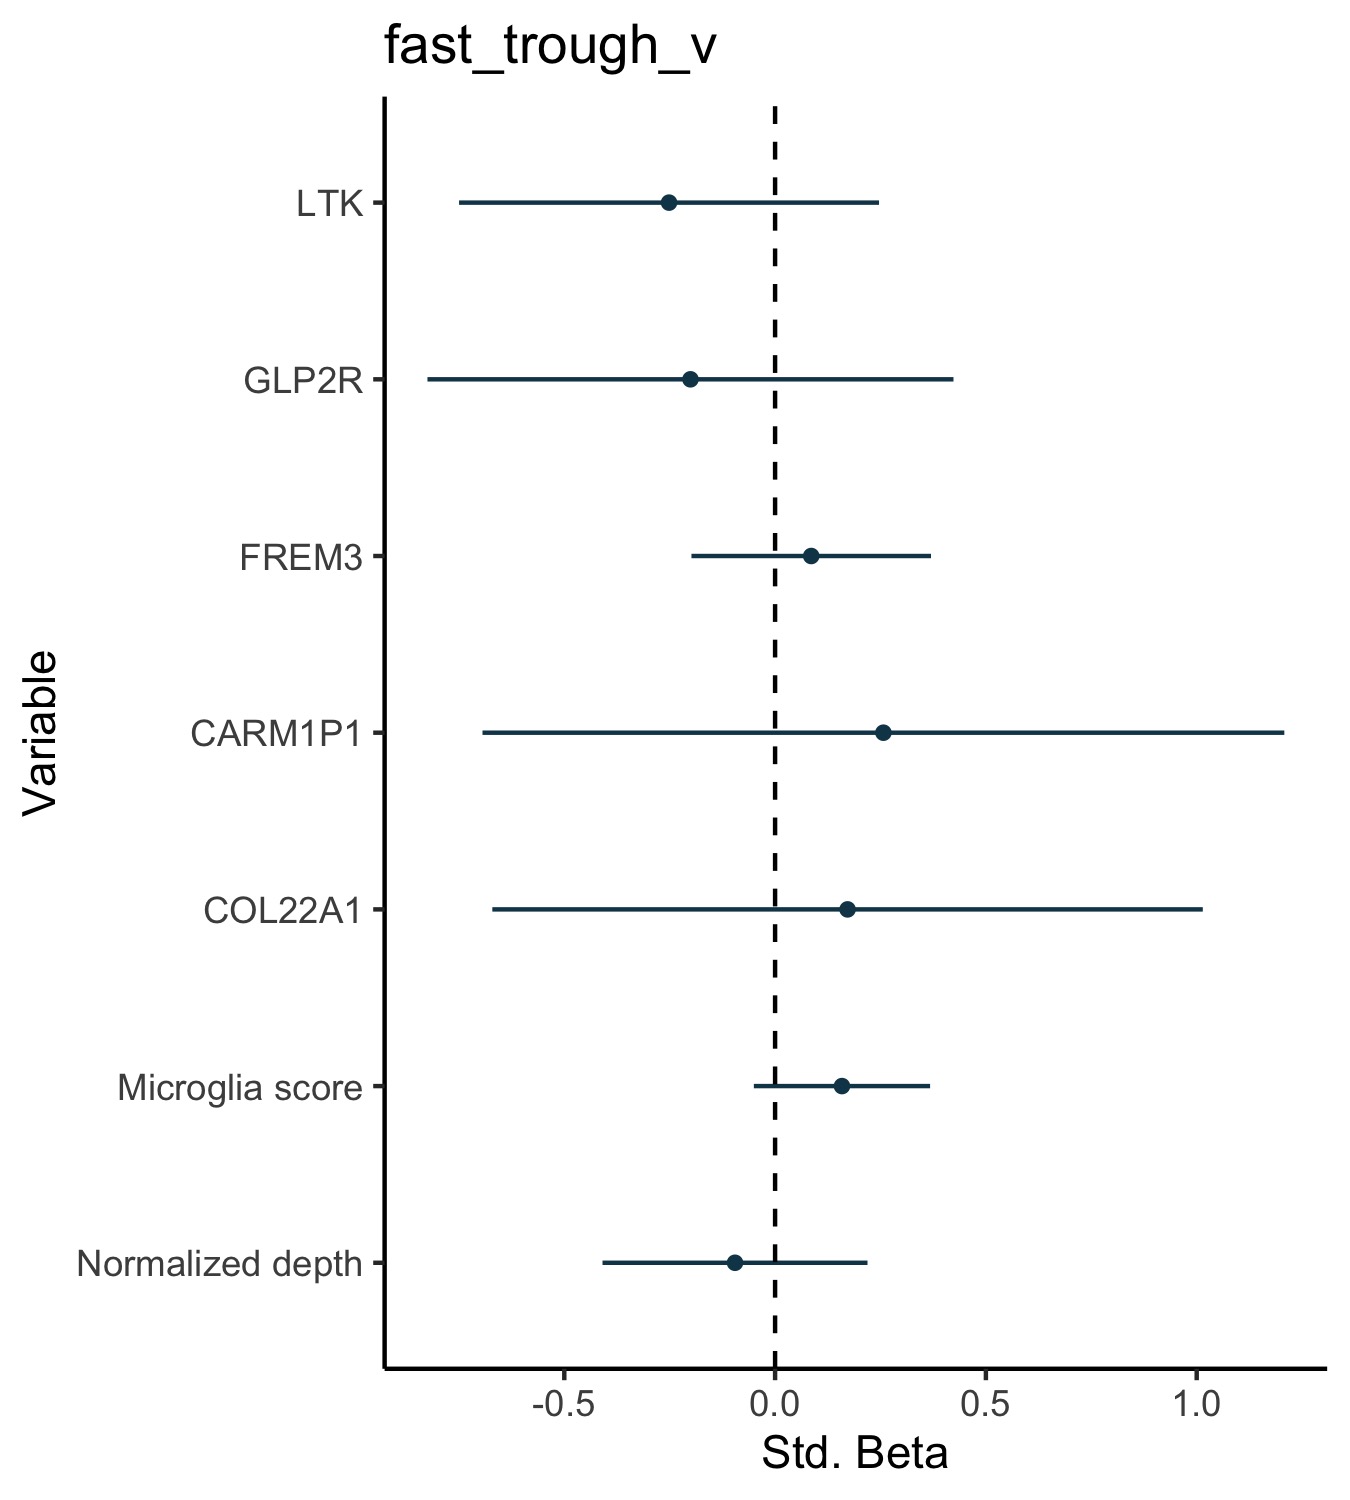 fast_trough_v
LTK
GLP2R
FREM3
CARM1P1
COL22A1
Microglia score
Normalized depth
Variable
-0.5 0.0 0.5 1.0
Std. Beta